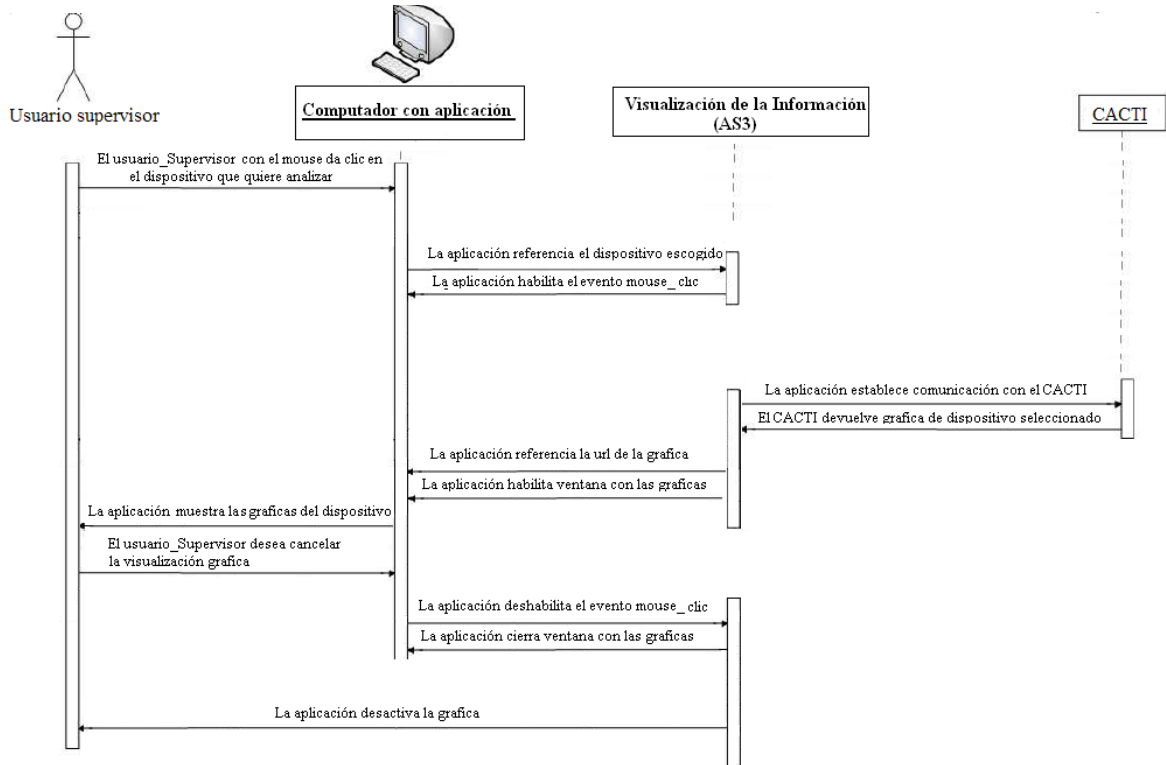 Usuario supervisor
Computador con aplicación
Visualización de la Información
(AS3)
CACTI
El usuario_Supervisor con el mouse da clic en
el dispositivo que quiere analizar
La aplicación referencia el dispositivo escogido
La aplicación habilita el evento mouse_ clic
La aplicación establece comunicación con el CACTI
El CACTI devuelve grafica de dispositivo seleccionado
La aplicación referencia la url de la grafica
La aplicación habilita ventana con las graficas
La aplicación muestra las graficas del dispositivo
El usuario_Supervisor desea cancelar
la visualización grafica
La aplicación deshabilita el evento mouse_ clic
La aplicación cierra ventana con las graficas
La aplicación desactiva la grafica